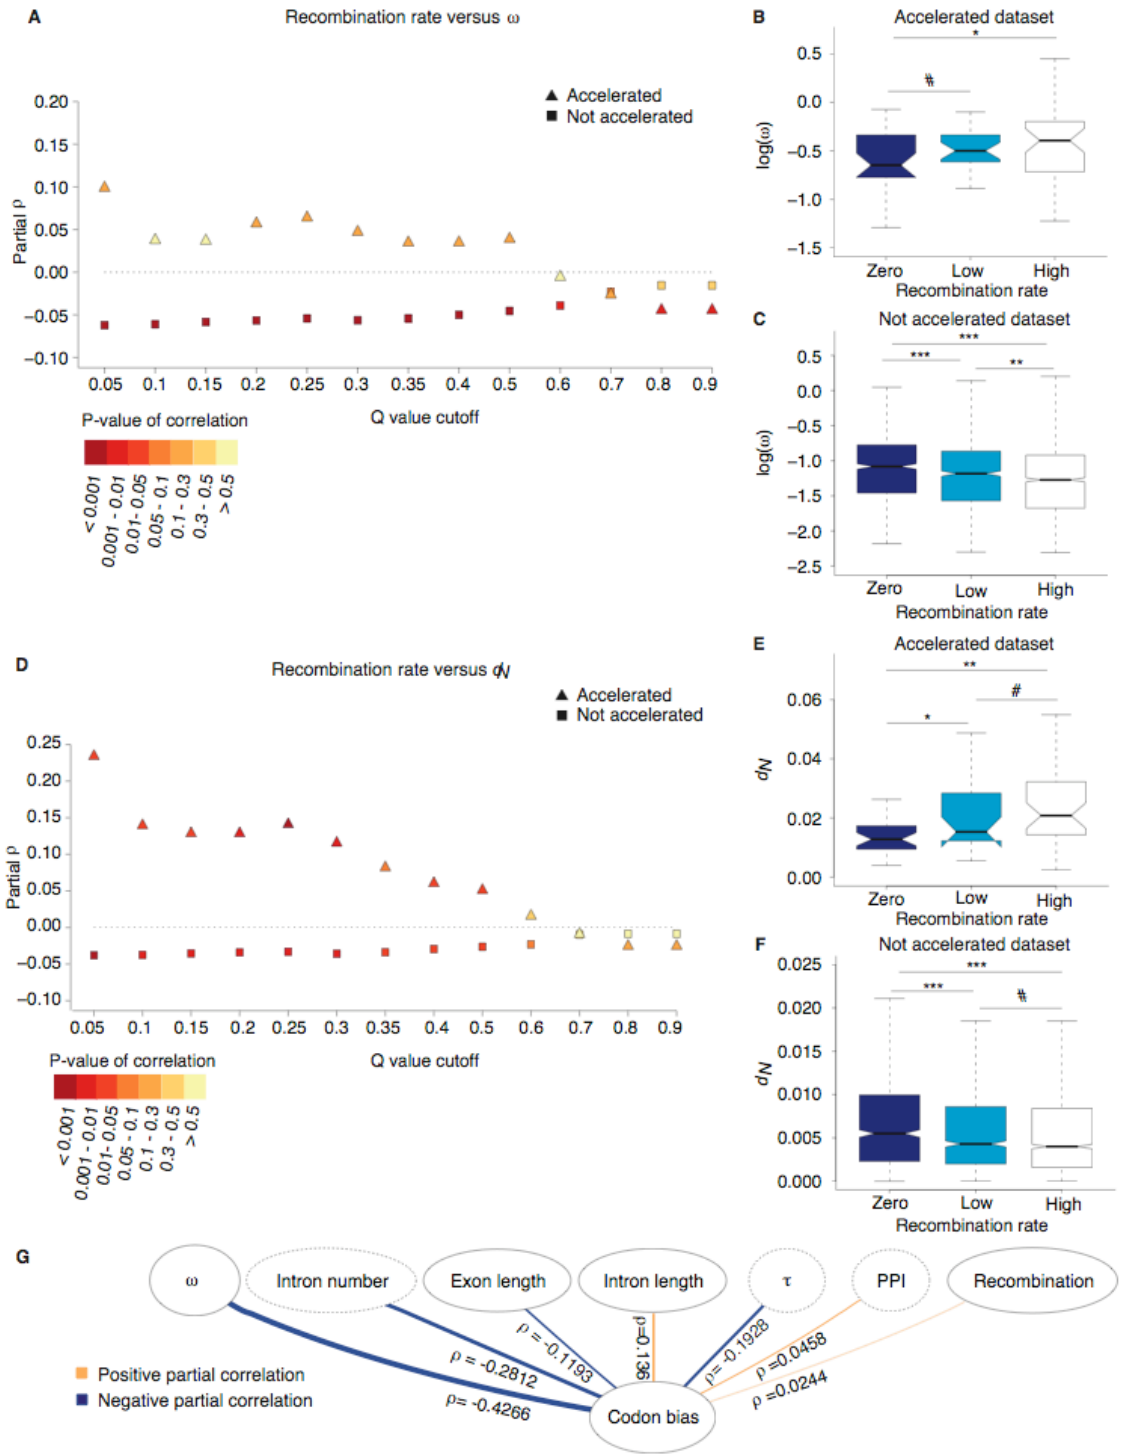 A
Recombination rate versus ω
▲ Accelerated
■ Not accelerated
Partial ρ
0.20
0.15
0.10
0.05
0.00
−0.05
−0.10
0.05 0.1 0.15 0.2 0.25 0.3 0.35 0.4 0.5 0.6 0.7 0.8 0.9
Q value cutoff
P-value of correlation
< 0.001
0.001 - 0.01
0.01- 0.05
0.05 - 0.1
0.1 - 0.3
0.3 - 0.5
> 0.5
B
Accelerated dataset
*
#
log(ω)
0.5
0.0
−0.5
−1.0
−1.5
Zero Low High
Recombination rate
C
Not accelerated dataset
***
*** **
log(ω)
0.5
0.0
−0.5
−1.0
−1.5
−2.0
−2.5
Zero Low High
Recombination rate
D
Recombination rate versus dN
▲ Accelerated
■ Not accelerated
Partial ρ
0.25
0.20
0.15
0.10
0.05
0.00
−0.05
−0.10
0.05 0.1 0.15 0.2 0.25 0.3 0.35 0.4 0.5 0.6 0.7 0.8 0.9
Q value cutoff
P-value of correlation
< 0.001
0.001 - 0.01
0.01- 0.05
0.05 - 0.1
0.1 - 0.3
0.3 - 0.5
> 0.5
E
Accelerated dataset
**
#
*
dN
0.06
0.04
0.02
0.00
Zero Low High
Recombination rate
F
Not accelerated dataset
***
*** #
dN
0.025
0.020
0.015
0.010
0.005
0.000
Zero Low High
Recombination rate
G
ω Intron number Exon length Intron length τ PPI Recombination
ρ= -0.4266
ρ = -0.2812
ρ = -0.1193
ρ=0.136
ρ= -0.1928
ρ =0.0458
ρ =0.0244
Positive partial correlation
Negative partial correlation
Codon bias